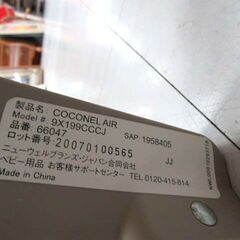 製品名: COCONEL AIR
Model #: 9X199CCCJ
SAP 1958405
品番: 66047
ロット番号: 20070100565
JJ
ニューウェルブランズ・ジャパン合同会社
ベビー用品 お客様サポートセンター TEL 0120-415-814
Made in China